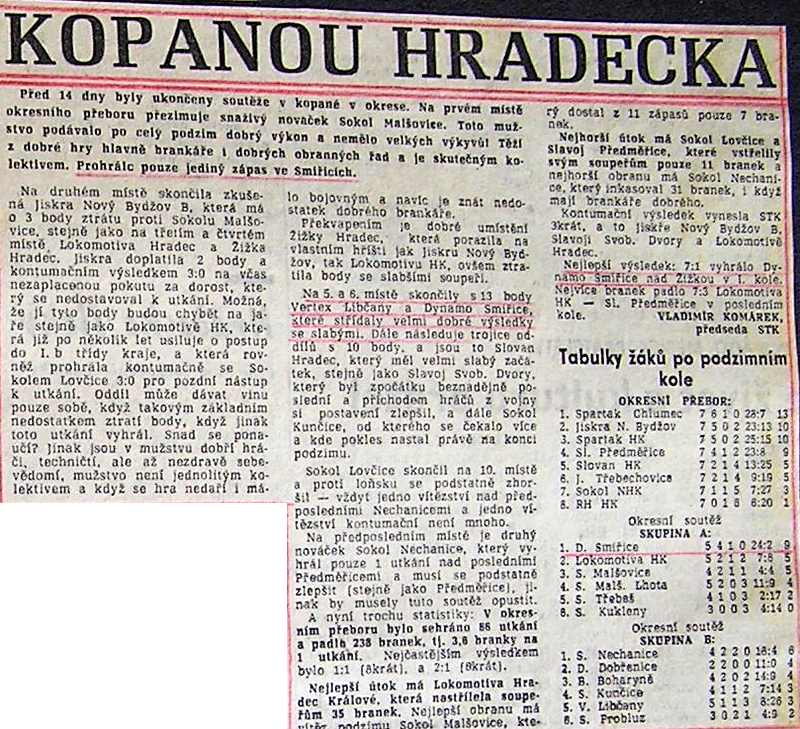 KOPANOU HRADECKA
Před 14 dny byly ukončeny soutěže v kopané v okrese. Na prvém místě
okresního přeboru přezimuje snaživý nováček Sokol Malšovice. Toto muž-
stvo podávalo po celý podzim dobrý výkon a nemělo velkých výkyvů! Těží
z dobré hry hlavně brankáře i dobrých obranných řad a je skutečným ko-
lektivem. Prohrálo pouze jediný zápas ve Smiřicích.
Na druhém místě skončila zkuše-
ná Jiskra Nový Bydžov B, která má
o 3 body ztrátu proti Sokolu Malšo-
vice, stejně jako na třetím a čtvrtém
místě Lokomotiva Hradec a Žižka
Hradec. Jiskra doplatila 2 body a
kontumačním výsledkem 3:0 na včas
nezaplacenou pokutu za dorost, kte-
rý se nedostavoval k utkání. Možná,
že jí tyto body budou chybět na ja-
ře stejně jako Lokomotivě HK, kte-
rá již po několik let usiluje o postup
do I. b třídy kraje, a která rov-
něž prohrála kontumačně se So-
kolem Lovčice 3:0 pro pozdní nástup
k utkání. Oddíl může dávat vinu
pouze sobě, když takovým základním
nedostatkem ztratí body, když jinak
toto utkání vyhrál. Snad se pona-
učí? Jinak jsou v mužstvu dobří hrá-
či, techničtí, ale až nezdravě sebe-
vědomí, mužstvo není jednolitým ko-
lektivem a když se hra nedaří i má-
lo bojovným a navíc je znát nedo-
statek dobrého brankáře.
Překvapením je dobré umístění
Žižky Hradec, která porazila na
vlastním hřišti jak Jiskru Nový Byd-
žov, tak Lokomotivu HK, ovšem ztra-
tila body se slabšími soupeři.
Na 5. a 6. místě skončily s 13 body
Vertex Libčany a Dynamo Smiřice,
které střídaly velmi dobré výsledky
se slabými. Dále následuje trojice od-
dílů s 10 body, a jsou to Slovan
Hradec, který měl velmi slabý začá-
tek, stejně jako Slavoj Svob. Dvory,
který byl zpočátku beznadějně po-
slední a příchodem hráčů z vojny
si postavení zlepšil, a dále Sokol
Kunčice, od kterého se čekalo více
a kde pokles nastal právě na konci
podzimu.
Sokol Lovčice skončil na 10. místě
a proti loňsku se podstatně zhor-
šil — vždyť jedno vítězství nad před-
posledními Nechanicemi a jedno ví-
tězství kontumační není mnoho.
Na předposledním místě je druhý
nováček Sokol Nechanice, který vy-
hrál pouze 1 utkání nad posledními
Předměřicemi a musí se podstatně
zlepšit (stejně jako Předměřice), ji-
nak by musely tuto soutěž opustit.
A nyní trochu statistiky: V okres-
ním přeboru bylo sehráno 66 utkání
a padlo 238 branek, tj. 3,6 branky na
1 utkání. Nejčastějším výsledkem
bylo 1:1 (8krát), a 2:1 (8krát).
Nejlepší útok má Lokomotiva Hra-
dec Králové, která nastřílela soupe-
řům 35 branek. Nejlepší obranu má
vítěz podzimu Sokol Malšovice, kte-
rý dostal z 11 zápasů pouze 7 bra-
nek.
Nejhorší útok má Sokol Lovčice a
Slavoj Předměřice, které vstřelily
svým soupeřům pouze 11 branek a
nejhorší obranu má Sokol Nechani-
ce, který inkasoval 31 branek, i když
mají brankáře dobrého.
Kontumační výsledek vynesla STK
3krát, a to Jiskře Nový Bydžov B,
Slavoji Svob. Dvory a Lokomotivě
Hradec.
Nejlepší výsledek: 7:1 vyhrálo Dy-
namo Smiřice nad Žižkou v 1. kole.
Nejvíce branek padlo 7:3 Lokomotiva
HK — Sl. Předměřice v posledním
kole.
VLADIMÍR KOMÁREK,
předseda STK
Tabulky žáků po podzimním
kole
OKRESNÍ PŘEBOR:
1. Spartak Chlumec 7 6 1 0 28:7 13
2. Jiskra N. Bydžov 7 5 0 2 23:13 10
3. Spartak HK 7 5 0 2 25:15 10
4. Sl. Předměřice 7 4 1 2 23:8 9
5. Slovan HK 7 2 1 4 13:25 5
6. J. Třebechovice 7 2 1 4 9:19 5
7. Sokol NHK 7 1 1 5 7:27 3
8. RH HK 7 0 1 6 6:20 1
Okresní soutěž
SKUPINA A:
1. D. Smiřice 5 4 1 0 24:2 9
2. Lokomotiva HK 5 2 1 2 7:8 5
3. S. Malšovice 4 2 1 1 4:4 5
4. S. Malš. Lhota 5 2 0 3 11:9 4
5. S. Třebeš 4 1 0 3 2:17 2
6. S. Kukleny 3 0 0 3 4:14 0
Okresní soutěž
SKUPINA B:
1. S. Nechanice 4 2 2 0 18:4 6
2. D. Dobřenice 2 2 0 0 11:0 4
3. B. Boharyně 4 2 0 2 14:9 4
4. S. Kunčice 4 1 1 2 7:14 3
5. V. Libčany 5 1 1 3 8:26 3
6. S. Probluz 3 0 2 1 4:9 2